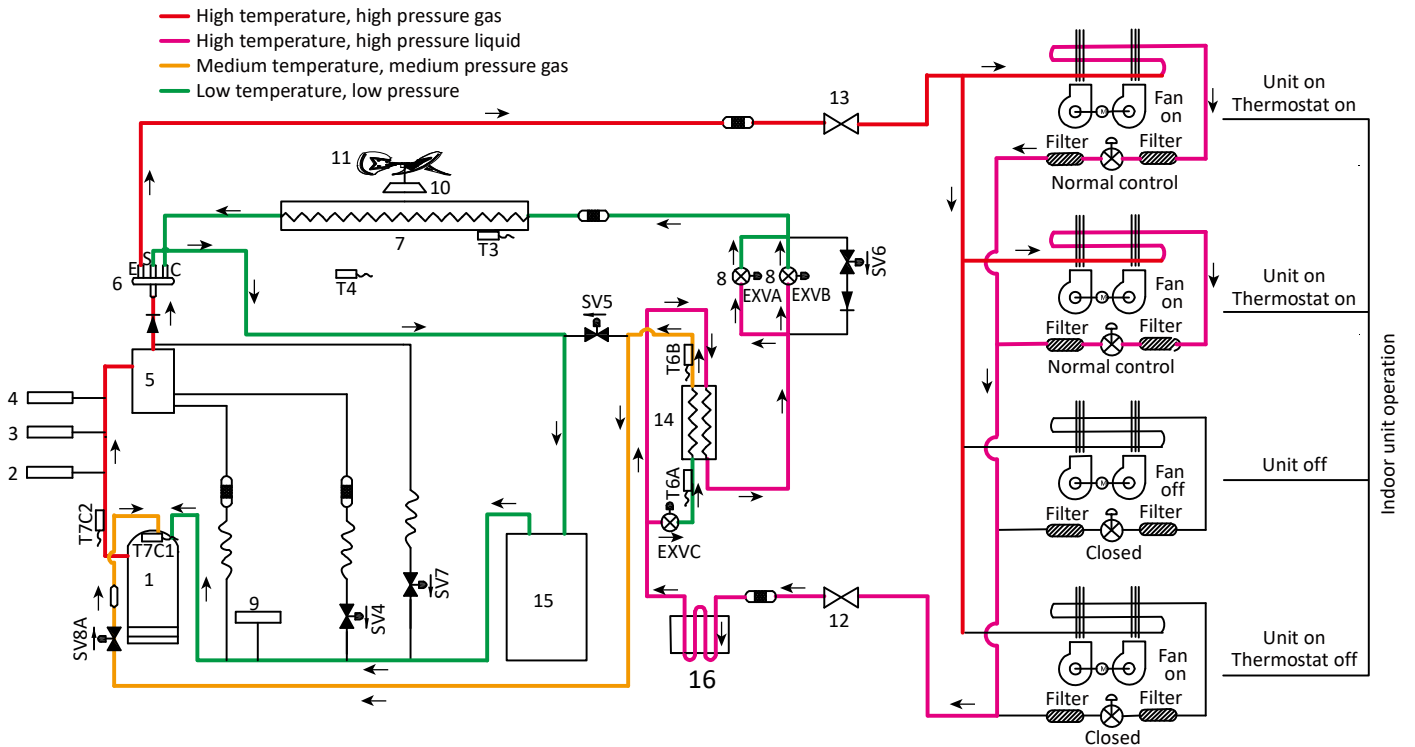 High temperature, high pressure gas
High temperature, high pressure liquid
Medium temperature, medium pressure gas
Low temperature, low pressure
13
11
10
7
T3
T4
E
S
C
6
5
4
3
2
T7C2
T7C1
1
SV8A
9
SV4
SV7
15
SV5
T6B
14
T6A
EXVC
8
EXVA
8
EXVB
SV6
16
12
Fan
on
Filter
Filter
Normal control
Unit on
Thermostat on
M
Fan
on
Filter
Filter
Normal control
Unit on
Thermostat on
M
Fan
off
Filter
Filter
Closed
Unit off
M
Fan
on
Filter
Filter
Closed
Unit on
Thermostat off
M
Indoor unit operation